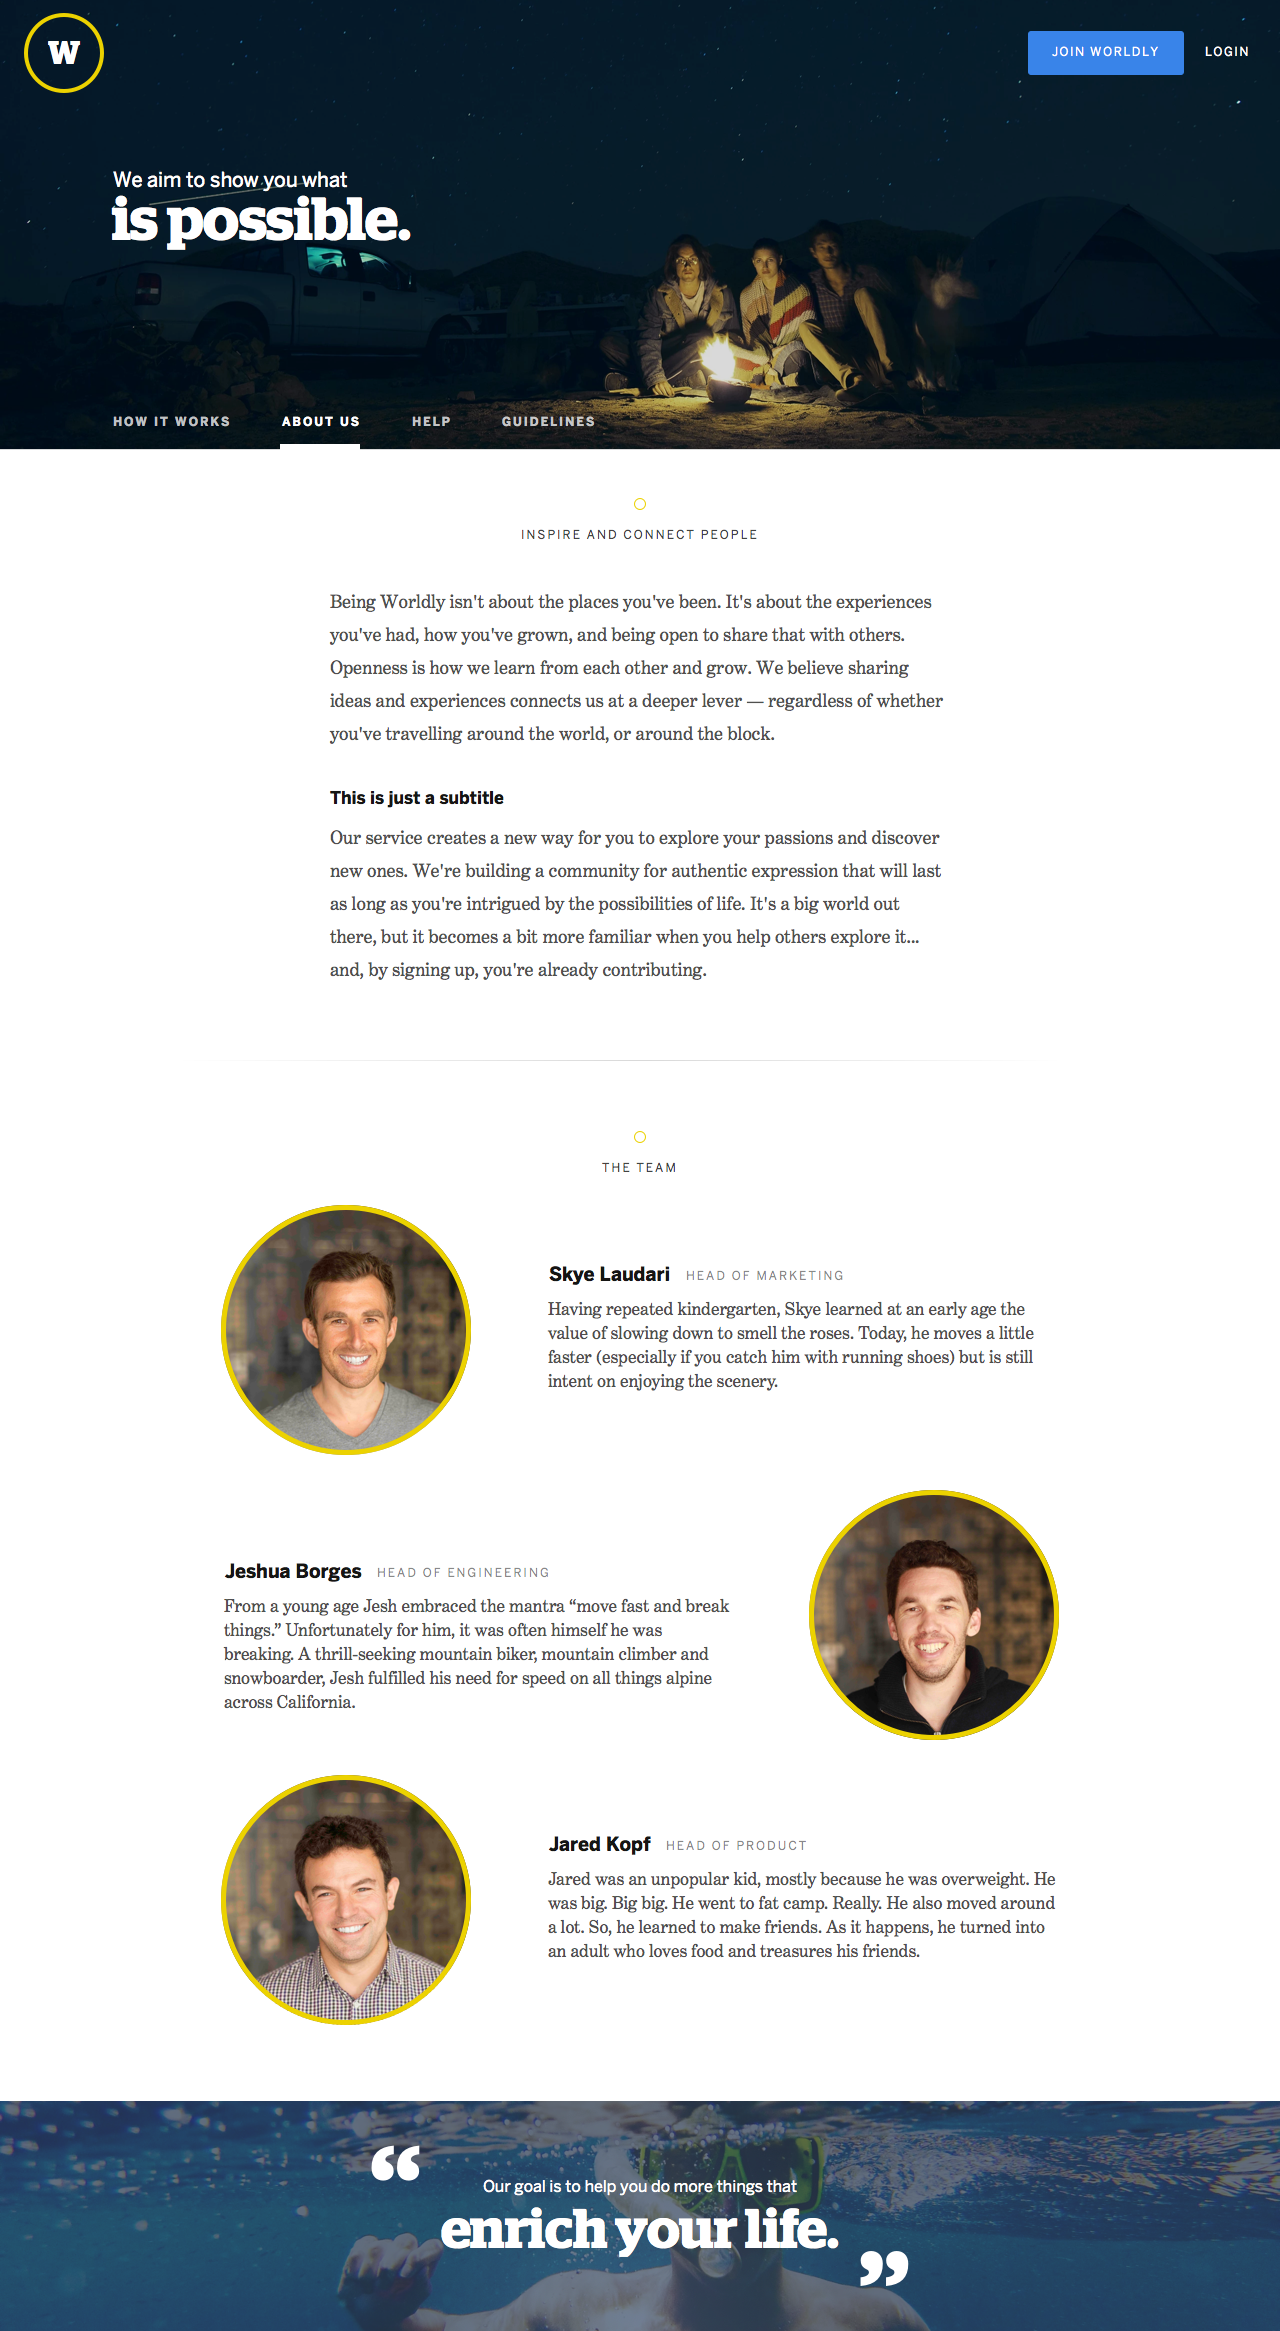 W
JOIN WORLDLY
LOGIN
We aim to show you what
is possible.
HOW IT WORKS
ABOUT US
HELP
GUIDELINES
INSPIRE AND CONNECT PEOPLE
Being Worldly isn't about the places you've been. It's about the experiences
you've had, how you've grown, and being open to share that with others.
Openness is how we learn from each other and grow. We believe sharing
ideas and experiences connects us at a deeper lever — regardless of whether
you've travelling around the world, or around the block.
This is just a subtitle
Our service creates a new way for you to explore your passions and discover
new ones. We're building a community for authentic expression that will last
as long as you're intrigued by the possibilities of life. It's a big world out
there, but it becomes a bit more familiar when you help others explore it...
and, by signing up, you're already contributing.
THE TEAM
Skye Laudari HEAD OF MARKETING
Having repeated kindergarten, Skye learned at an early age the
value of slowing down to smell the roses. Today, he moves a little
faster (especially if you catch him with running shoes) but is still
intent on enjoying the scenery.
Jeshua Borges HEAD OF ENGINEERING
From a young age Jesh embraced the mantra “move fast and break
things.” Unfortunately for him, it was often himself he was
breaking. A thrill-seeking mountain biker, mountain climber and
snowboarder, Jesh fulfilled his need for speed on all things alpine
across California.
Jared Kopf HEAD OF PRODUCT
Jared was an unpopular kid, mostly because he was overweight. He
was big. Big big. He went to fat camp. Really. He also moved around
a lot. So, he learned to make friends. As it happens, he turned into
an adult who loves food and treasures his friends.
“
Our goal is to help you do more things that
enrich your life.
”